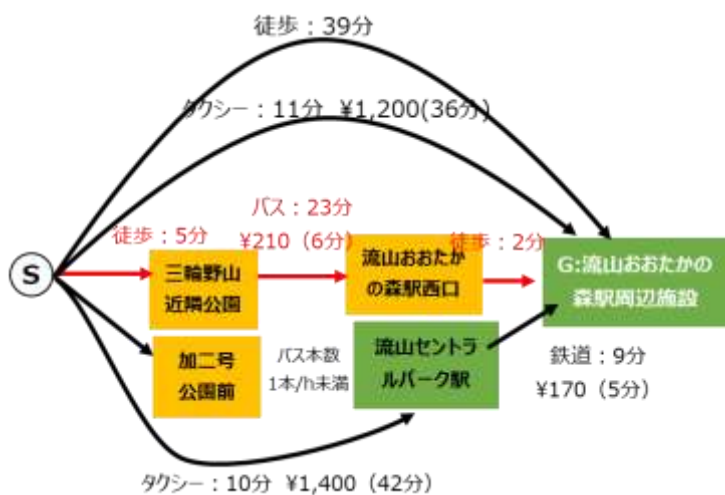 徒歩：39分
タクシー：11分 ¥1,200(36分)
バス：23分
¥210（6分）
徒歩：5分
徒歩：2分
S
三輪野山
近隣公園
流山おおたか
の森駅西口
G:流山おおたかの
森駅周辺施設
加二号
公園前
バス本数
1本/h未満
流山セントラ
ルパーク駅
鉄道：9分
¥170（5分）
タクシー：10分 ¥1,400（42分）